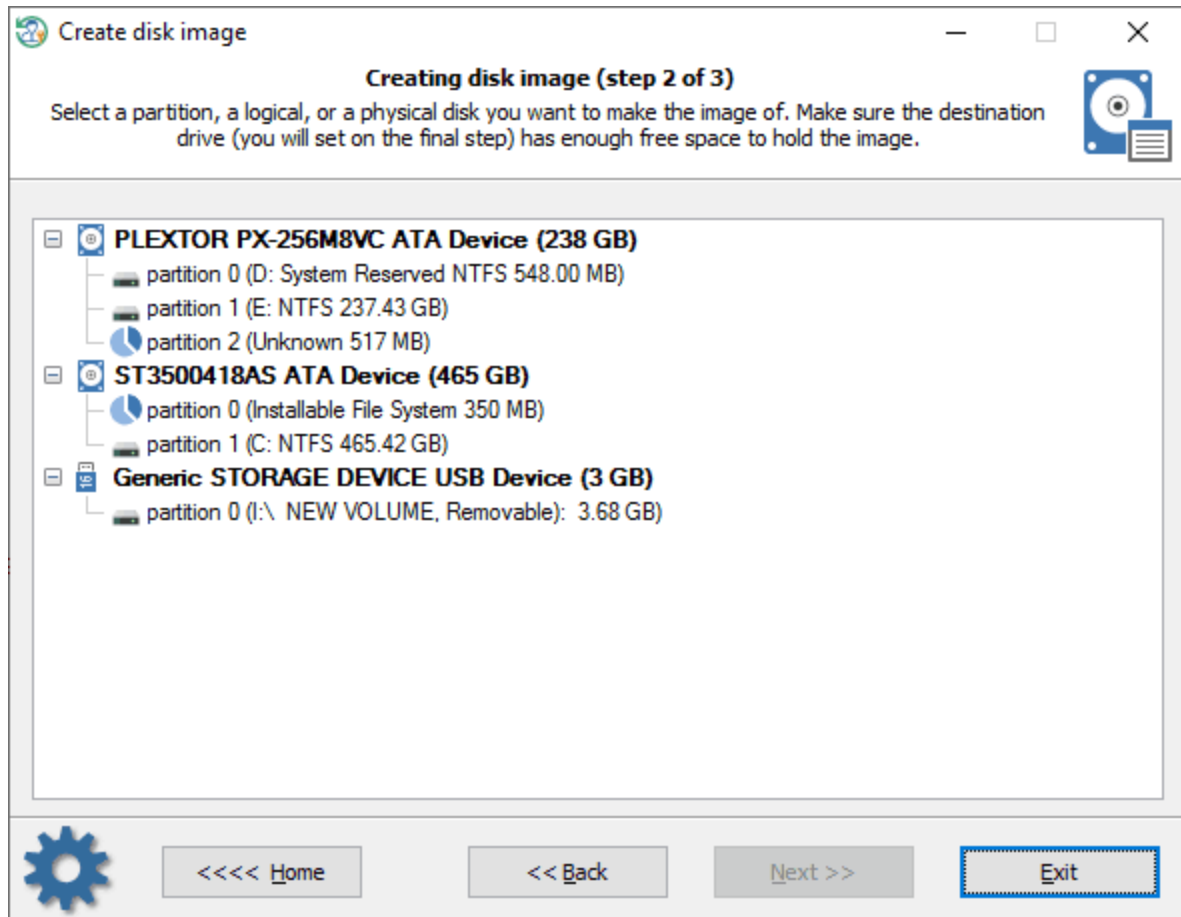 Create disk image
Creating disk image (step 2 of 3)
Select a partition, a logical, or a physical disk you want to make the image of. Make sure the destination
drive (you will set on the final step) has enough free space to hold the image.
PLEXTOR PX-256M8VC ATA Device (238 GB)
partition 0 (D: System Reserved NTFS 548.00 MB)
partition 1 (E: NTFS 237.43 GB)
partition 2 (Unknown 517 MB)
ST3500418AS ATA Device (465 GB)
partition 0 (Installable File System 350 MB)
partition 1 (C: NTFS 465.42 GB)
Generic STORAGE DEVICE USB Device (3 GB)
partition 0 (I:\ NEW VOLUME, Removable): 3.68 GB)
<<<< Home
<< Back
Next >>
Exit